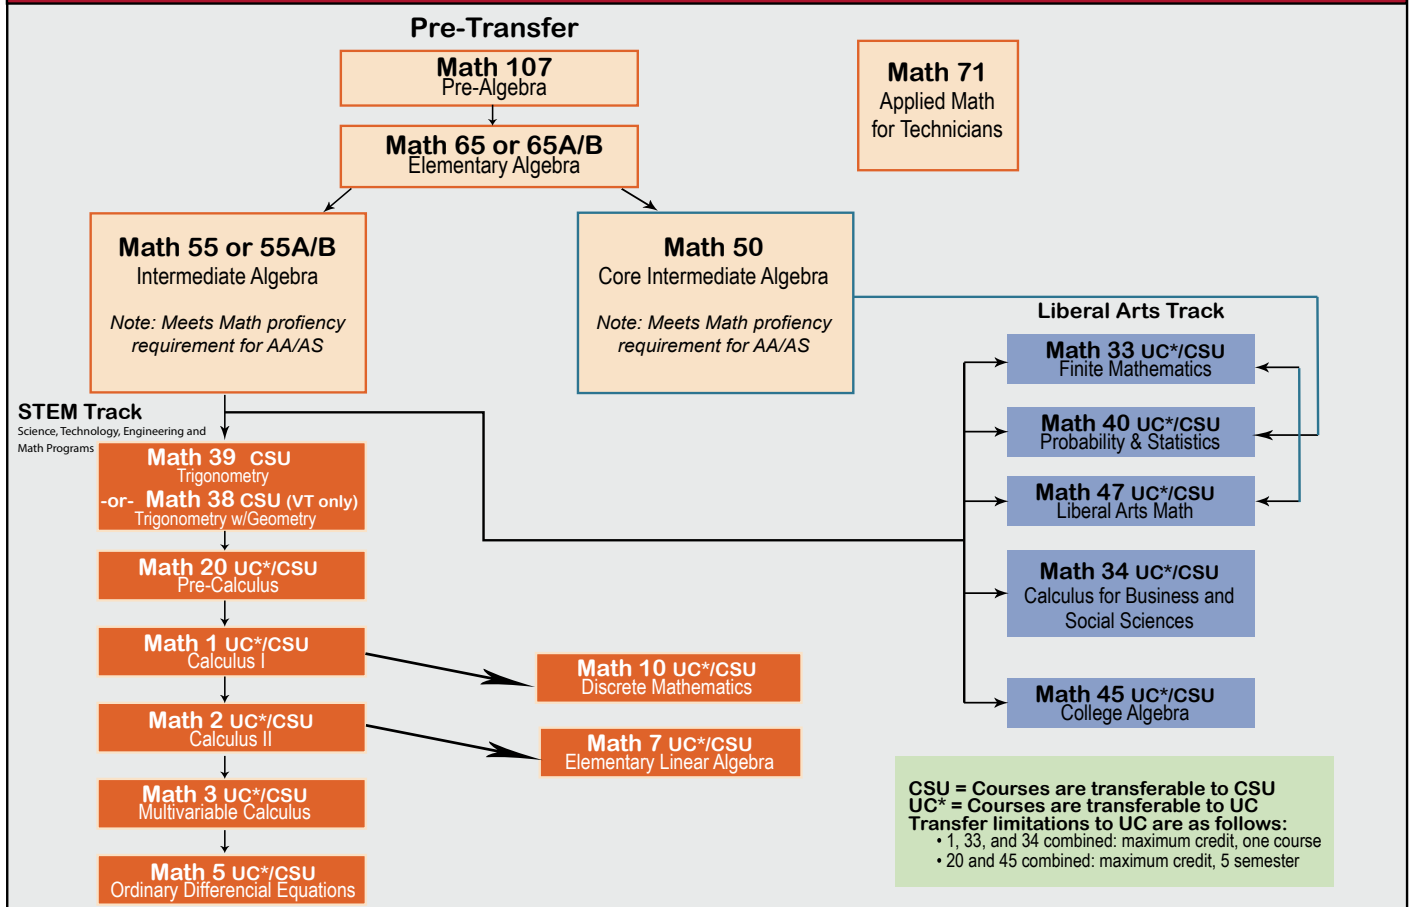 Pre-Transfer
Math 107
Pre-Algebra
Math 65 or 65A/B
Elementary Algebra
Math 71
Applied Math
for Technicians
Math 55 or 55A/B
Intermediate Algebra
Note: Meets Math profiency
requirement for AA/AS
Math 50
Core Intermediate Algebra
Note: Meets Math profiency
requirement for AA/AS
STEM Track
Science, Technology, Engineering and
Math Programs
Math 39 CSU
Trigonometry
-or- Math 38 CSU (VT only)
Trigonometry w/Geometry
Math 20 UC*/CSU
Pre-Calculus
Math 1 UC*/CSU
Calculus I
Math 2 UC*/CSU
Calculus II
Math 3 UC*/CSU
Multivariable Calculus
Math 5 UC*/CSU
Ordinary Differencial Equations
Math 10 UC*/CSU
Discrete Mathematics
Math 7 UC*/CSU
Elementary Linear Algebra
Liberal Arts Track
Math 33 UC*/CSU
Finite Mathematics
Math 40 UC*/CSU
Probability & Statistics
Math 47 UC*/CSU
Liberal Arts Math
Math 34 UC*/CSU
Calculus for Business and
Social Sciences
Math 45 UC*/CSU
College Algebra
CSU = Courses are transferable to CSU
UC* = Courses are transferable to UC
Transfer limitations to UC are as follows:
• 1, 33, and 34 combined: maximum credit, one course
• 20 and 45 combined: maximum credit, 5 semester